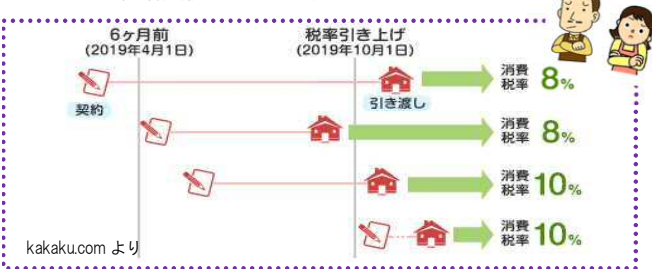 6ヶ月前
(2019年4月1日)
税率引き上げ
(2019年10月1日)
契約
引き渡し
消費
税率 8%
消費
税率 8%
消費
税率 10%
消費
税率 10%
kakaku.com より